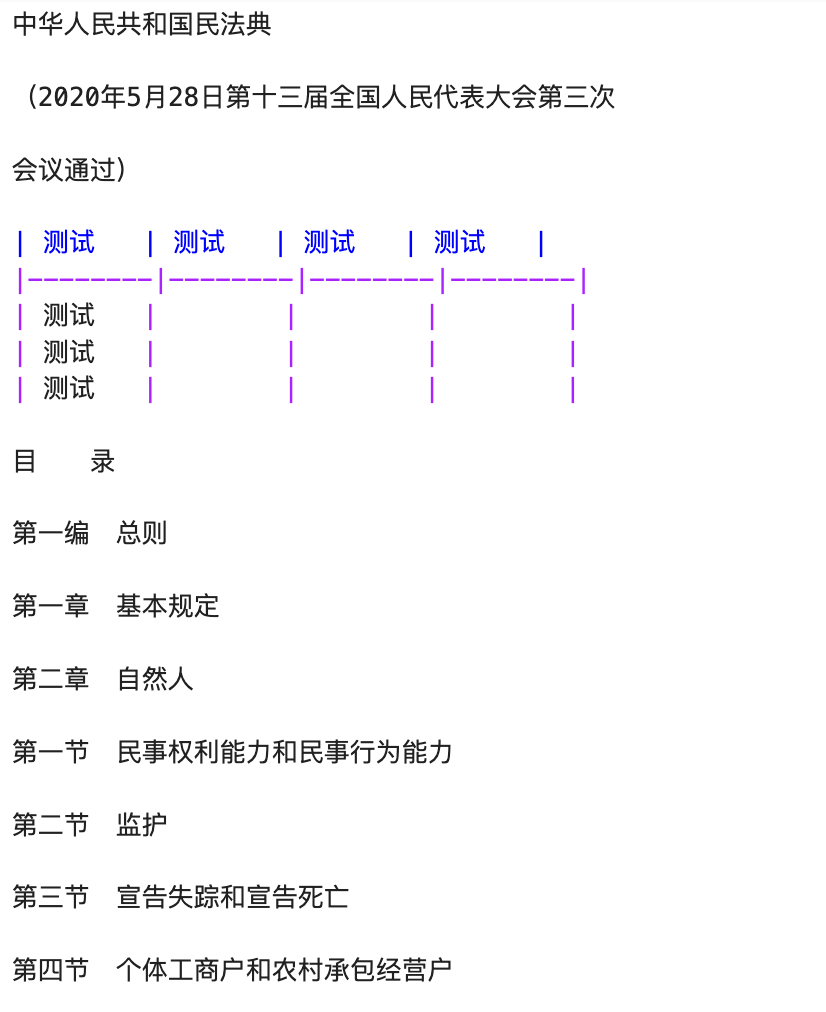 中华人民共和国民法典
（2020年5月28日第十三届全国人民代表大会第三次
会议通过）
| 测试 | 测试 | 测试 | 测试 |
|--------|--------|--------|--------|
| 测试 | | | |
| 测试 | | | |
| 测试 | | | |
目　　录
第一编　总则
第一章　基本规定
第二章　自然人
第一节　民事权利能力和民事行为能力
第二节　监护
第三节　宣告失踪和宣告死亡
第四节　个体工商户和农村承包经营户